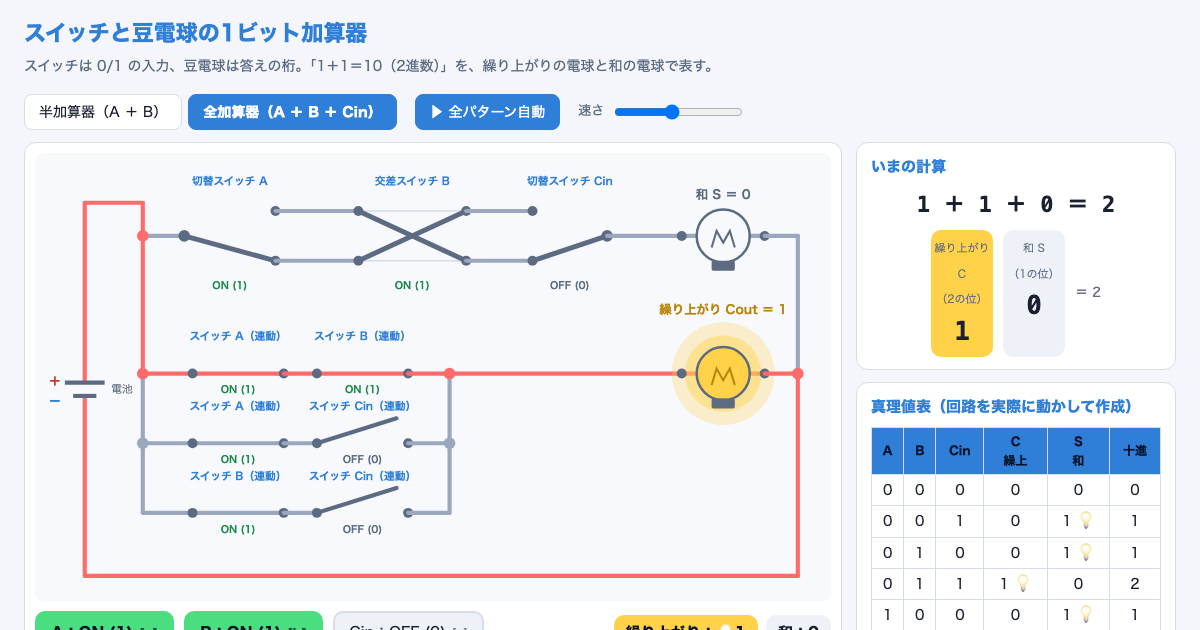 スイッチと豆電球の1ビット加算器
スイッチは 0/1 の入力、豆電球は答えの桁。「1＋1＝10（2進数）」を、繰り上がりの電球と和の電球で表す。
半加算器（A ＋ B）
全加算器（A ＋ B ＋ Cin）
▶ 全パターン自動
速さ
切替スイッチ A
交差スイッチ B
切替スイッチ Cin
和 S = 0
ON (1)
ON (1)
OFF (0)
繰り上がり Cout ＝ 1
スイッチ A（連動）
スイッチ B（連動）
ON (1)
ON (1)
＋
電池
−
スイッチ A（連動）
スイッチ Cin（連動）
ON (1)
OFF (0)
スイッチ B（連動）
スイッチ Cin（連動）
ON (1)
OFF (0)
いまの計算
1 ＋ 1 ＋ 0 ＝ 2
繰り上がり
C
（2の位）
1
和 S
（1の位）
0
＝ 2
真理値表（回路を実際に動かして作成）
A B Cin C 繰上 S 和 十進
0 0 0 0 0 0
0 0 1 0 1 💡 1
0 1 0 0 1 💡 1
0 1 1 1 💡 0 2
1 0 0 0 1 💡 1